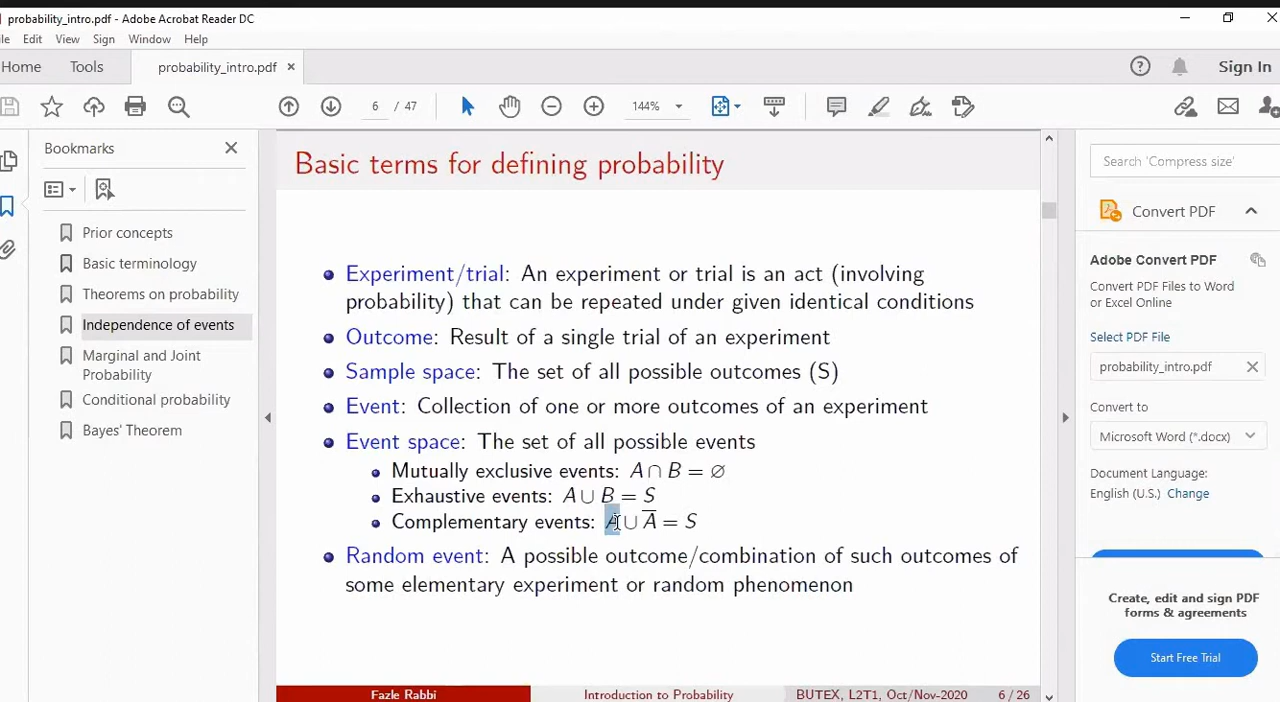 probability_intro.pdf - Adobe Acrobat Reader DC
Edit View Sign Window Help
Home Tools probability_intro.pdf × Sign In
6 / 47 144%
Bookmarks
Prior concepts
Basic terminology
Theorems on probability
Independence of events
Marginal and Joint
Probability
Conditional probability
Bayes' Theorem
Basic terms for defining probability
Experiment/trial: An experiment or trial is an act (involving
probability) that can be repeated under given identical conditions
Outcome: Result of a single trial of an experiment
Sample space: The set of all possible outcomes (S)
Event: Collection of one or more outcomes of an experiment
Event space: The set of all possible events
Mutually exclusive events: A ∩ B = ∅
Exhaustive events: A ∪ B = S
Complementary events: A ∪ A̅ = S
Random event: A possible outcome/combination of such outcomes of
some elementary experiment or random phenomenon
Fazle Rabbi Introduction to Probability BUTEX, L2T1, Oct/Nov-2020 6 / 26
Search 'Compress size'
Convert PDF
Adobe Convert PDF
Convert PDF Files to Word
or Excel Online
Select PDF File
probability_intro.pdf
Convert to
Microsoft Word (*.docx)
Document Language:
English (U.S.) Change
Create, edit and sign PDF
forms & agreements
Start Free Trial